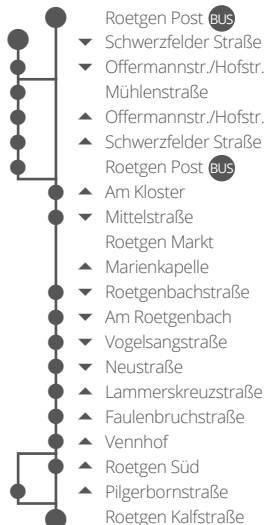 Roetgen Post BUS
▼ Schwerzfelder Straße
▼ Offermannstr./Hofstr.
Mühlenstraße
▲ Offermannstr./Hofstr.
▲ Schwerzfelder Straße
Roetgen Post BUS
▲ Am Kloster
▼ Mittelstraße
Roetgen Markt
▲ Marienkapelle
▼ Roetgenbachstraße
▼ Am Roetgenbach
▼ Vogelsangstraße
▼ Neustraße
▲ Lammerskreuzstraße
▲ Faulenbruchstraße
▲ Vennhof
▲ Roetgen Süd
▲ Pilgerbornstraße
Roetgen Kalfstraße